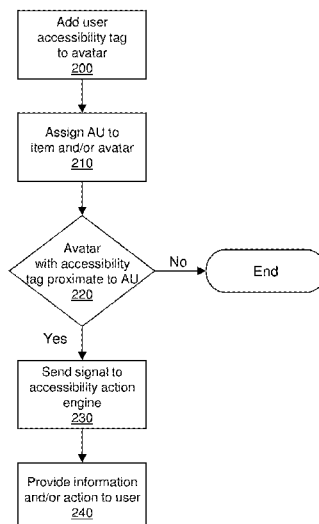 Add user
accessibility tag
to avatar
200
Assign AU to
item and/or avatar
210
Avatar
with accessibility
tag proximate to AU
220
No
End
Yes
Send signal to
accessibility action
engine
230
Provide information
and/or action to user
240